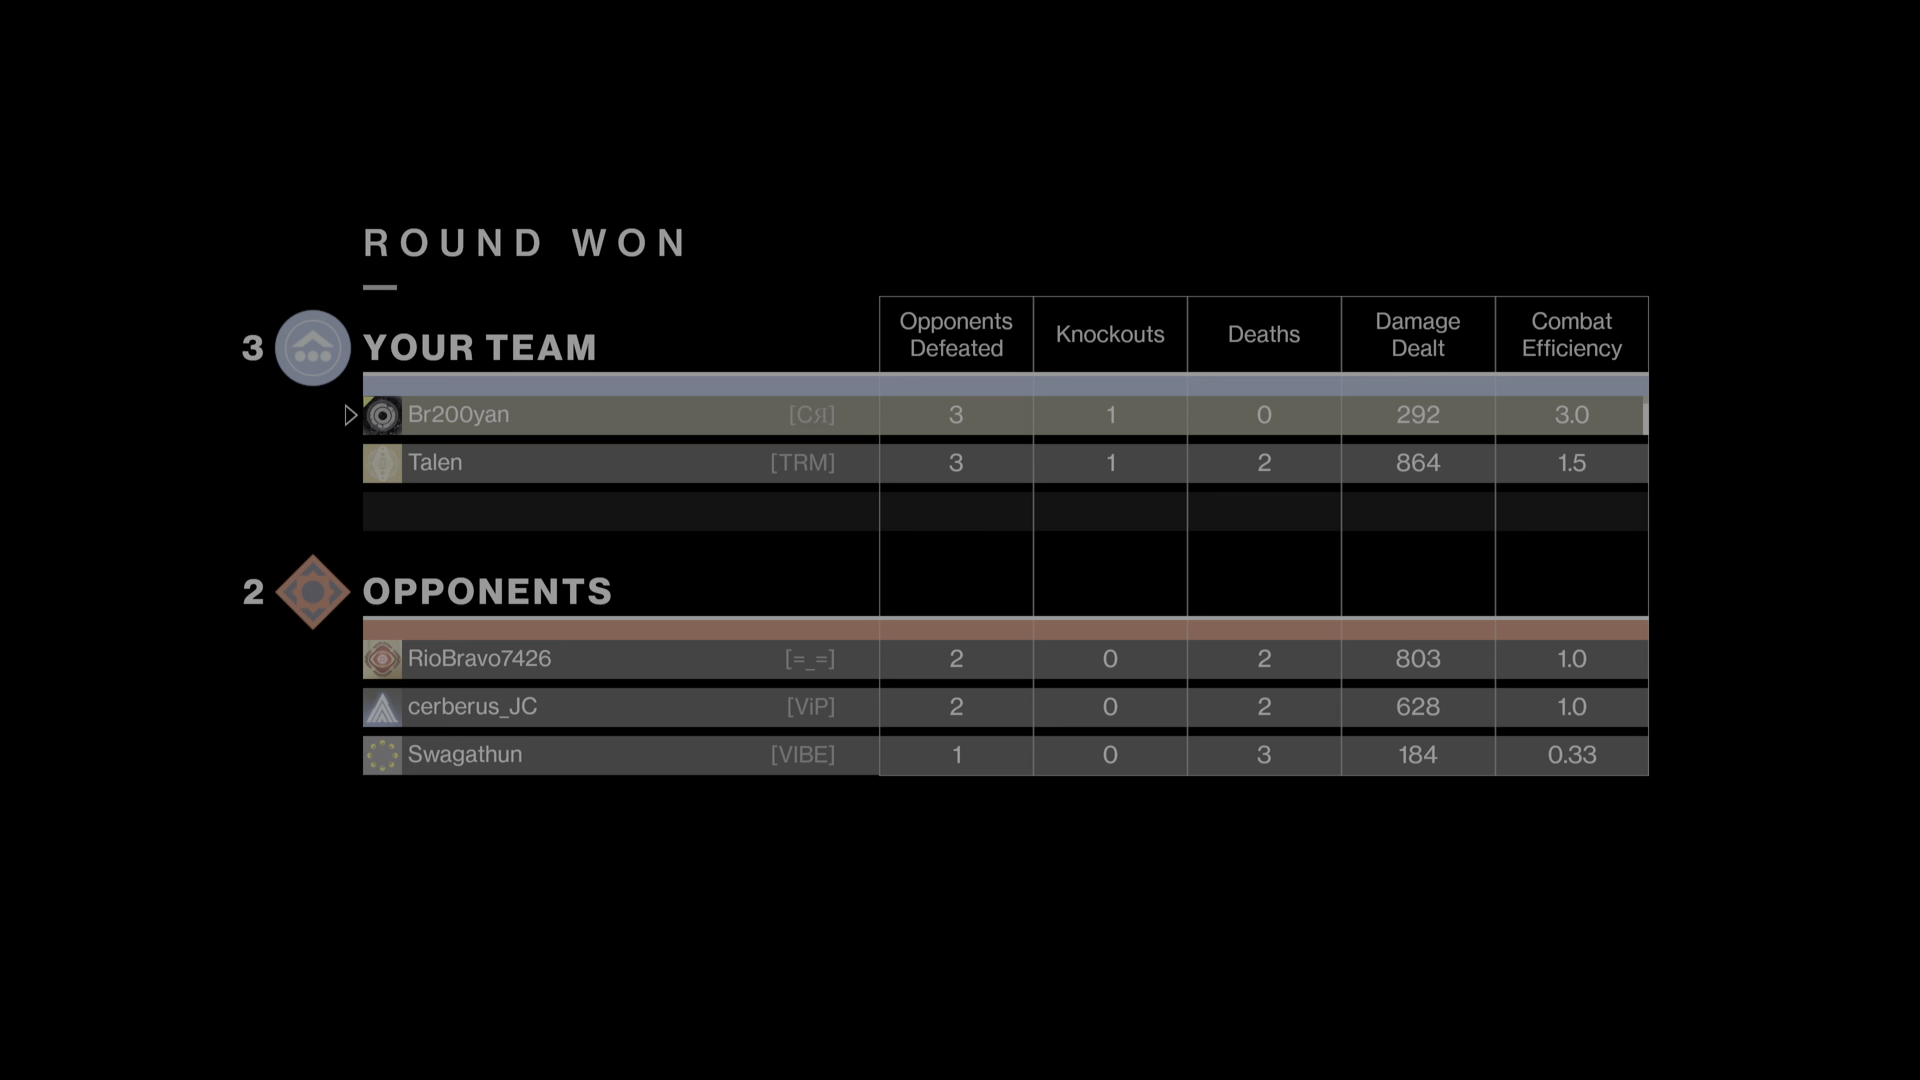 ROUND WON
Opponents Defeated Knockouts Deaths Damage Dealt Combat Efficiency
3 YOUR TEAM
Br200yan [CЯ] 3 1 0 292 3.0
Talen [TRM] 3 1 2 864 1.5
2 OPPONENTS
RioBravo7426 [=_=] 2 0 2 803 1.0
cerberus_JC [ViP] 2 0 2 628 1.0
Swagathun [VIBE] 1 0 3 184 0.33